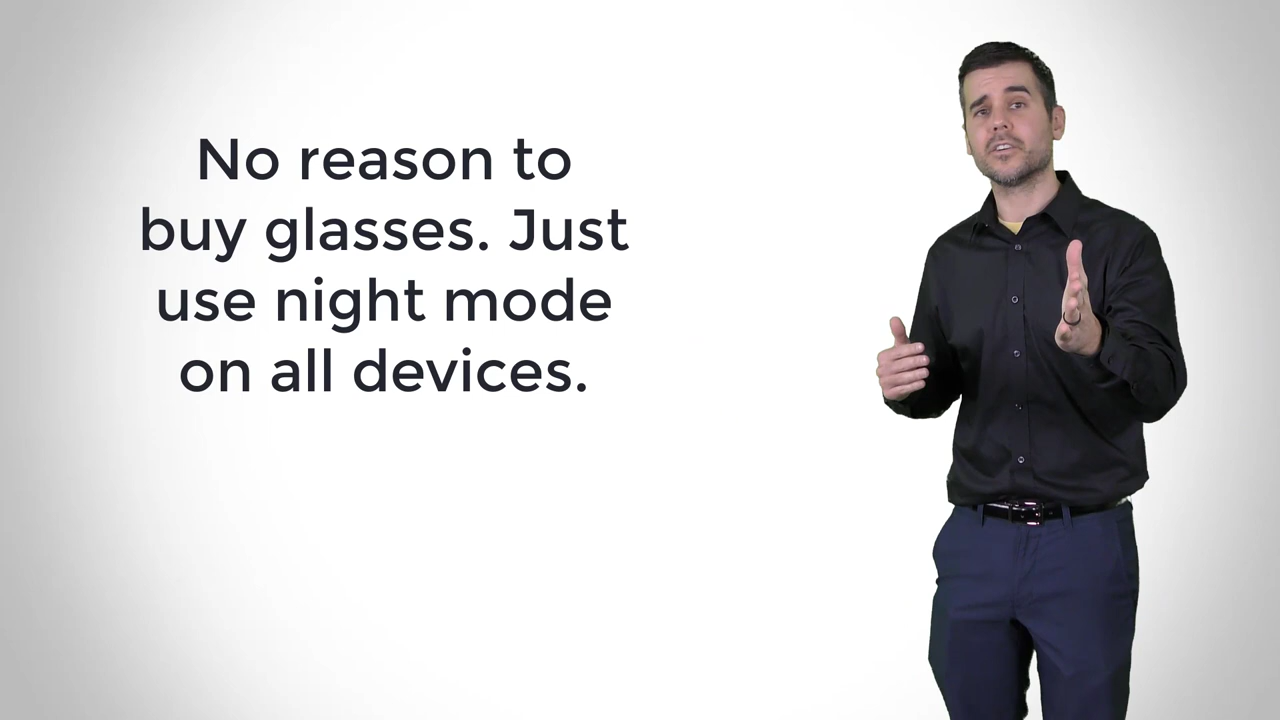 No reason to
buy glasses. Just
use night mode
on all devices.